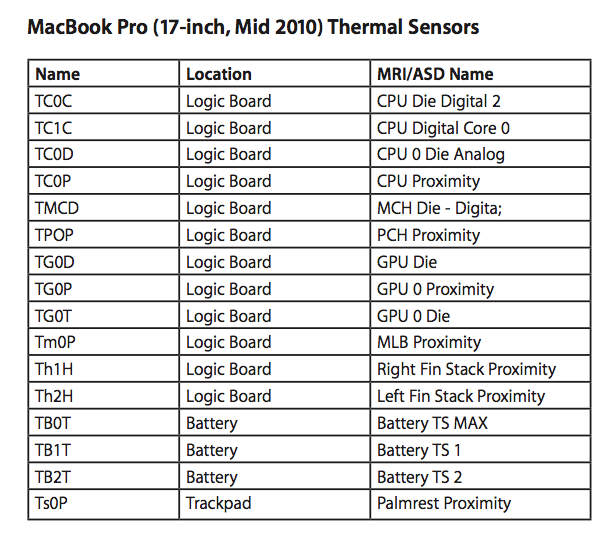 MacBook Pro (17-inch, Mid 2010) Thermal Sensors
Name Location MRI/ASD Name
TC0C Logic Board CPU Die Digital 2
TC1C Logic Board CPU Digital Core 0
TC0D Logic Board CPU 0 Die Analog
TC0P Logic Board CPU Proximity
TMCD Logic Board MCH Die - Digita;
TPOP Logic Board PCH Proximity
TG0D Logic Board GPU Die
TG0P Logic Board GPU 0 Proximity
TG0T Logic Board GPU 0 Die
Tm0P Logic Board MLB Proximity
Th1H Logic Board Right Fin Stack Proximity
Th2H Logic Board Left Fin Stack Proximity
TB0T Battery Battery TS MAX
TB1T Battery Battery TS 1
TB2T Battery Battery TS 2
Ts0P Trackpad Palmrest Proximity